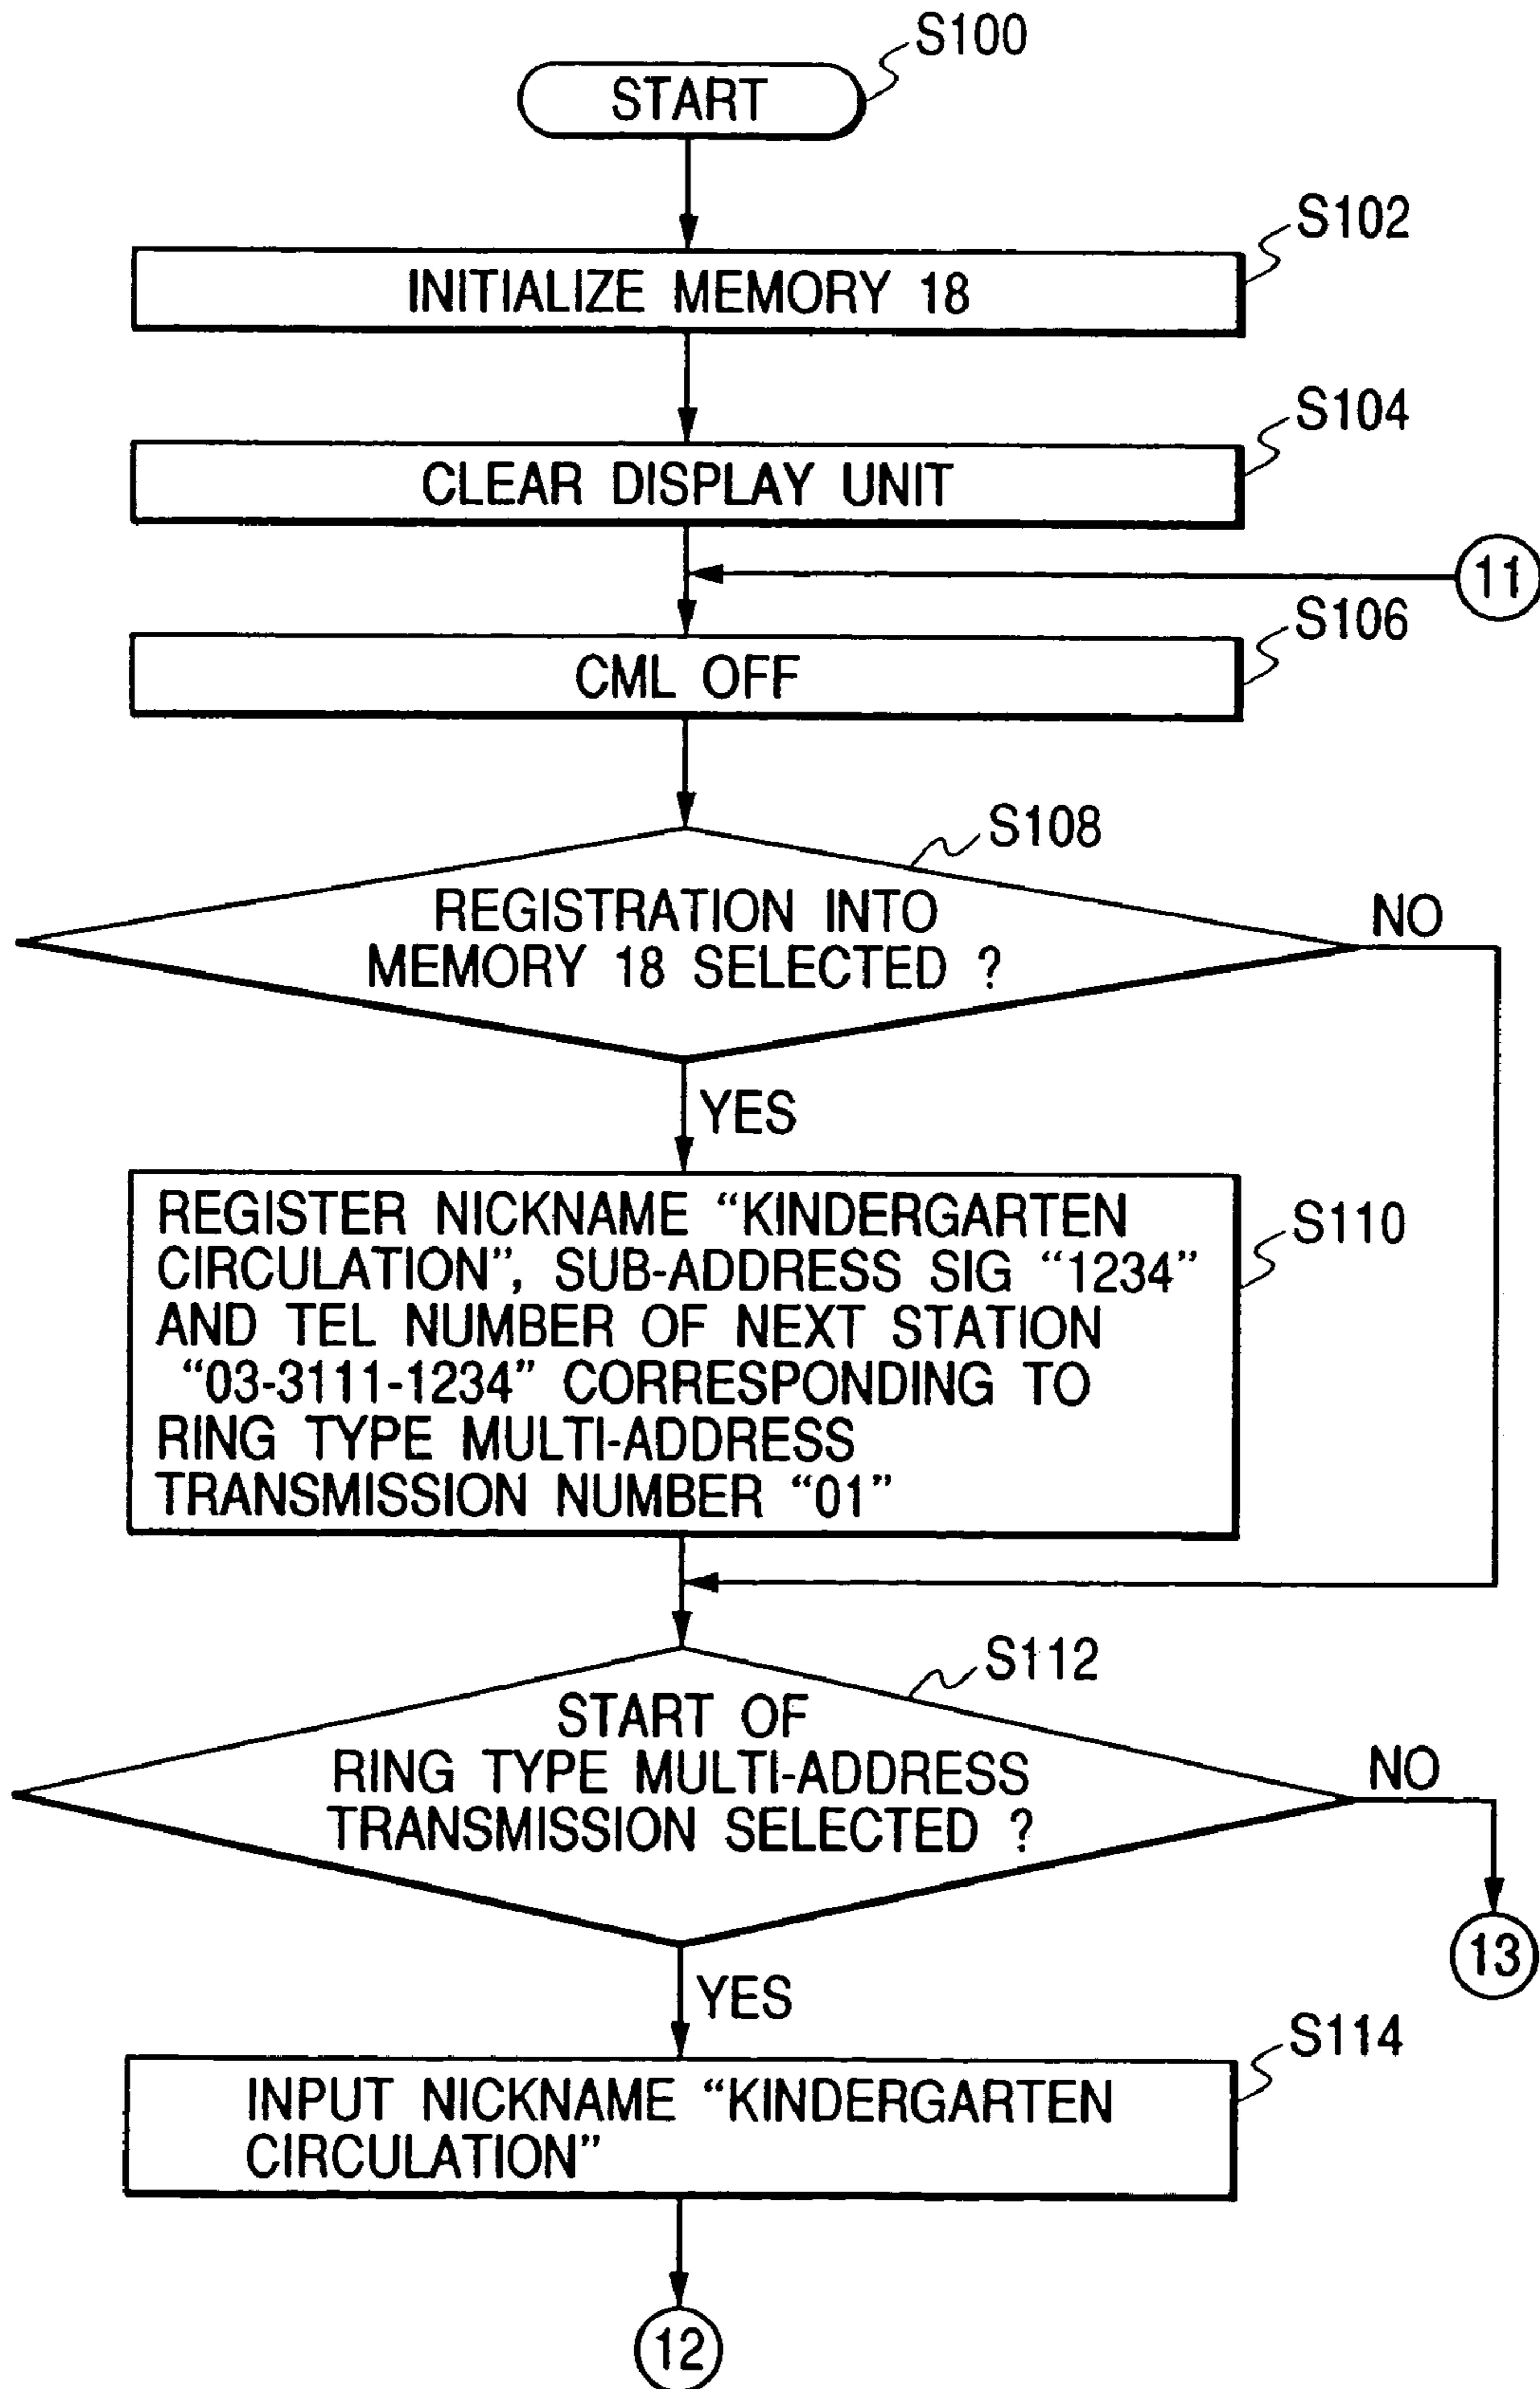 S100
START
S102
INITIALIZE MEMORY 18
S104
CLEAR DISPLAY UNIT
11
S106
CML OFF
S108
REGISTRATION INTO
MEMORY 18 SELECTED ?
NO
YES
S110
REGISTER NICKNAME “KINDERGARTEN
CIRCULATION”, SUB-ADDRESS SIG “1234”
AND TEL NUMBER OF NEXT STATION
“03-3111-1234” CORRESPONDING TO
RING TYPE MULTI-ADDRESS
TRANSMISSION NUMBER “01”
S112
START OF
RING TYPE MULTI-ADDRESS
TRANSMISSION SELECTED ?
NO
13
YES
S114
INPUT NICKNAME “KINDERGARTEN
CIRCULATION”
12